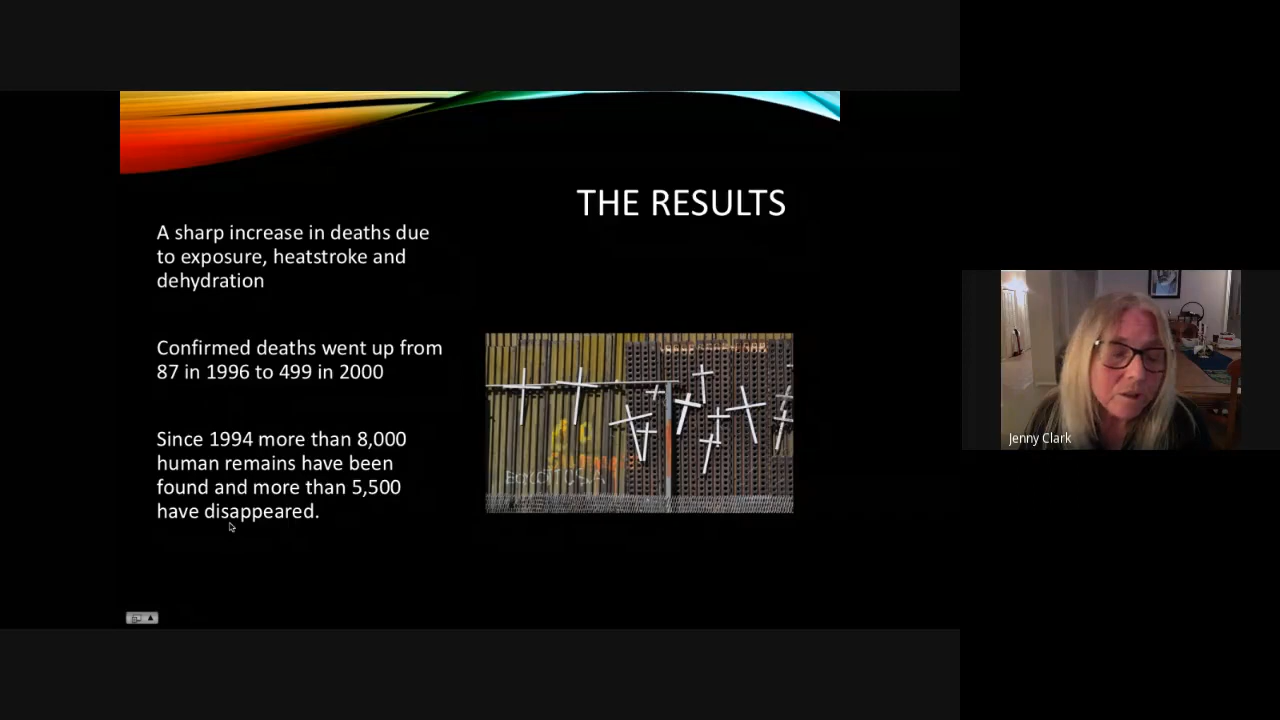 THE RESULTS
A sharp increase in deaths due
to exposure, heatstroke and
dehydration
Confirmed deaths went up from
87 in 1996 to 499 in 2000
Since 1994 more than 8,000
human remains have been
found and more than 5,500
have disappeared.
Jenny Clark